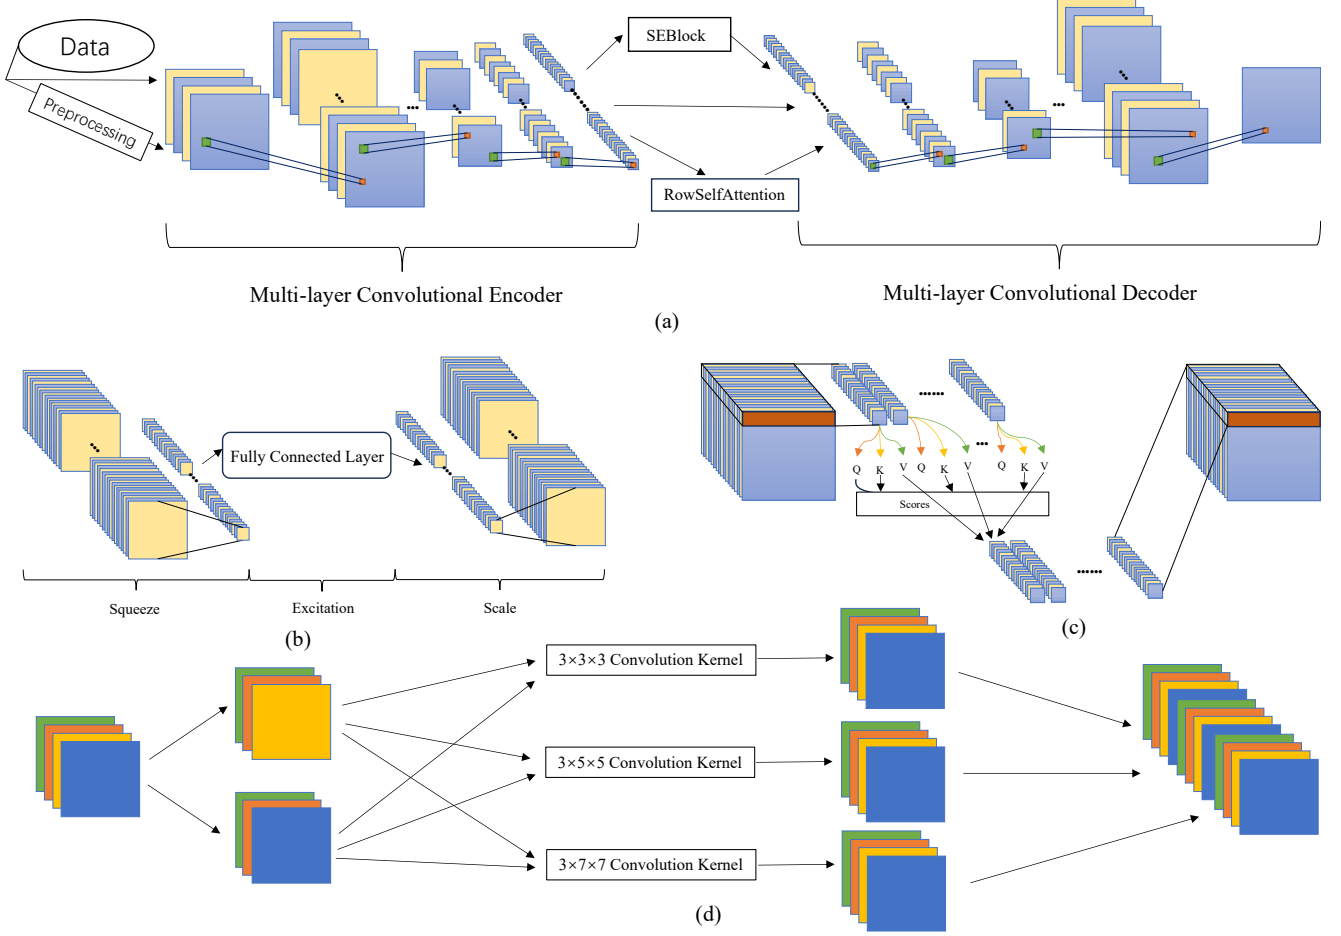 Data
Preprocessing
SEBlock
RowSelfAttention
Multi-layer Convolutional Encoder
Multi-layer Convolutional Decoder
(a)
Fully Connected Layer
Squeeze
Excitation
Scale
(b)
Q
K
V
Q
K
V
Q
K
V
Scores
(c)
3×3×3 Convolution Kernel
3×5×5 Convolution Kernel
3×7×7 Convolution Kernel
(d)